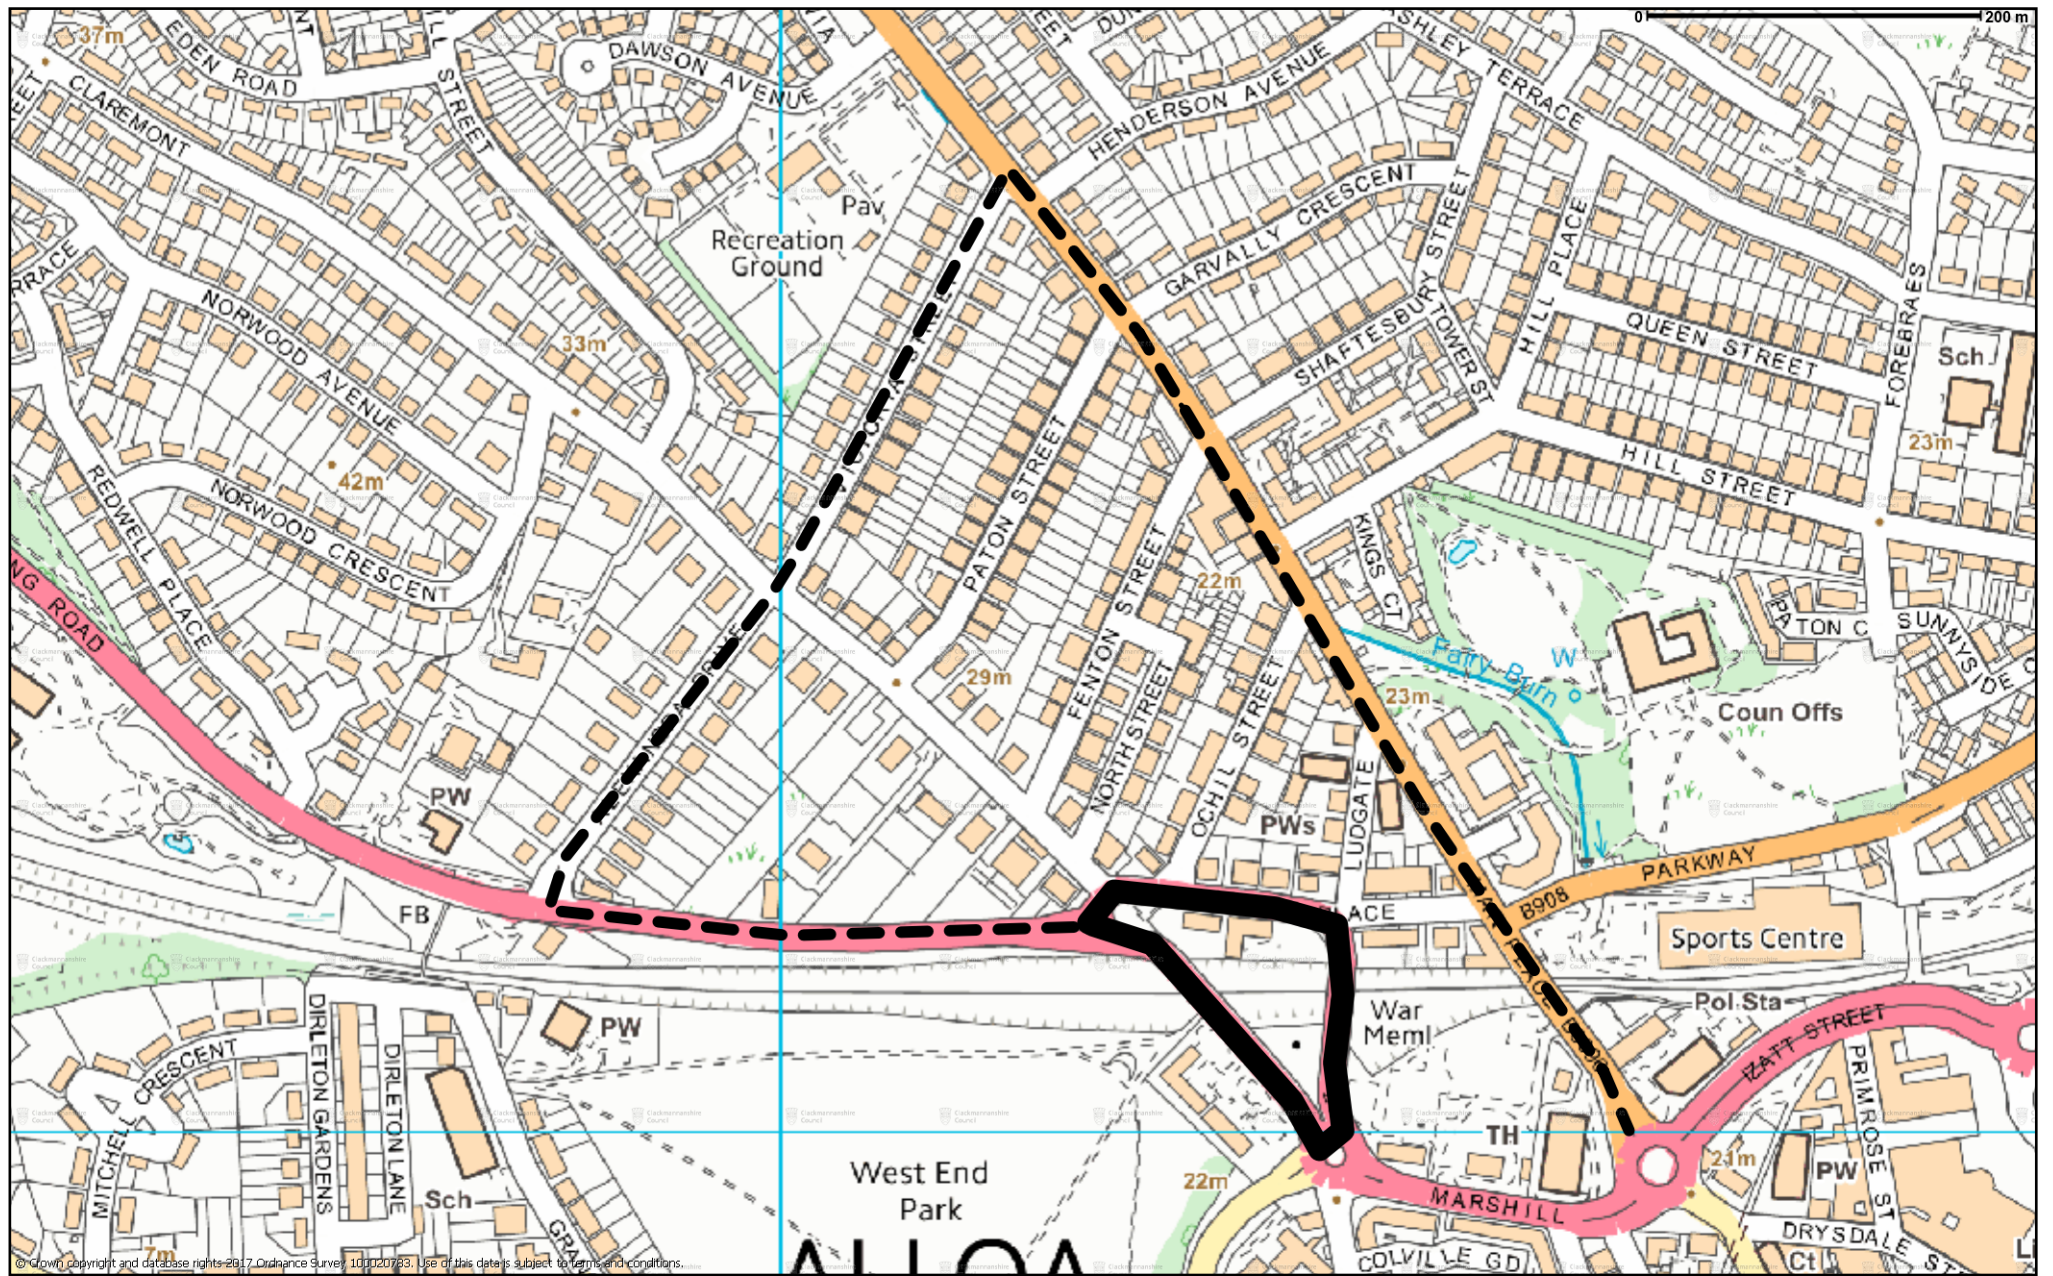 0
200 m
37m
EDEN ROAD
DAWSON AVENUE
ASHLEY TERRACE
CLAREMONT
STREET
HENDERSON AVENUE
Pav
Recreation
Ground
GARVALLY CRESCENT
HILL PLACE
NORWOOD AVENUE
33m
SHAFTESBURY STREET
TOWER ST
QUEEN STREET
FOREBRAES
Sch
23m
42m
REDWELL PLACE
NORWOOD CRESCENT
PATON STREET
HILL STREET
KINGS CT
22m
FENTON STREET
PATON C
SUNNYSIDE C
NG ROAD
Fairy Burn
W
29m
23m
Coun Offs
NORTH STREET
OCHIL STREET
LUDGATE
PW
PWs
PARKWAY
B908
ACE
FB
Sports Centre
DIRLETON GARDENS
DIRLETON LANE
PW
War
Meml
Pol Sta
IZATT STREET
MITCHELL CRESCENT
PRIMROSE ST
TH
21m
PW
West End
Park
22m
MARSHILL
Sch
GRA
DRYSDALE ST
7m
ALLOA
COLVILLE GD
Ct
© Crown copyright and database rights 2017 Ordnance Survey 100020783. Use of this data is subject to terms and conditions.